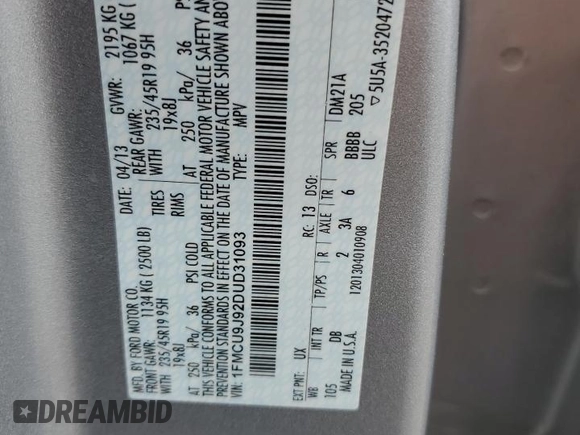 MFD. BY FORD MOTOR CO.
DATE: 04/13 GVWR: 2195 KG
FRONT GAWR: 1134 KG ( 2500 LB) REAR GAWR: 1067 KG (
235/45R19 95H TIRES WITH 235/45R19 95H
19x8J RIMS 19x8J
AT 250 kPa/ 36 PSI COLD AT 250 kPa/ 36
THIS VEHICLE CONFORMS TO ALL APPLICABLE FEDERAL MOTOR VEHICLE SAFETY AN
PREVENTION STANDARDS IN EFFECT ON THE DATE OF MANUFACTURE SHOWN ABOV
VIN: 1FMCU9J92DUD31093 TYPE: MPV
EXT PNT: UX RC: 13 DSO:
WB INT TR TP/PS R AXLE TR SPR DM21A
105 DB 2 3A 6 BBBB 205
MADE IN U.S.A. ULC
1201304010908 5U5A-3520472
DREAMBID